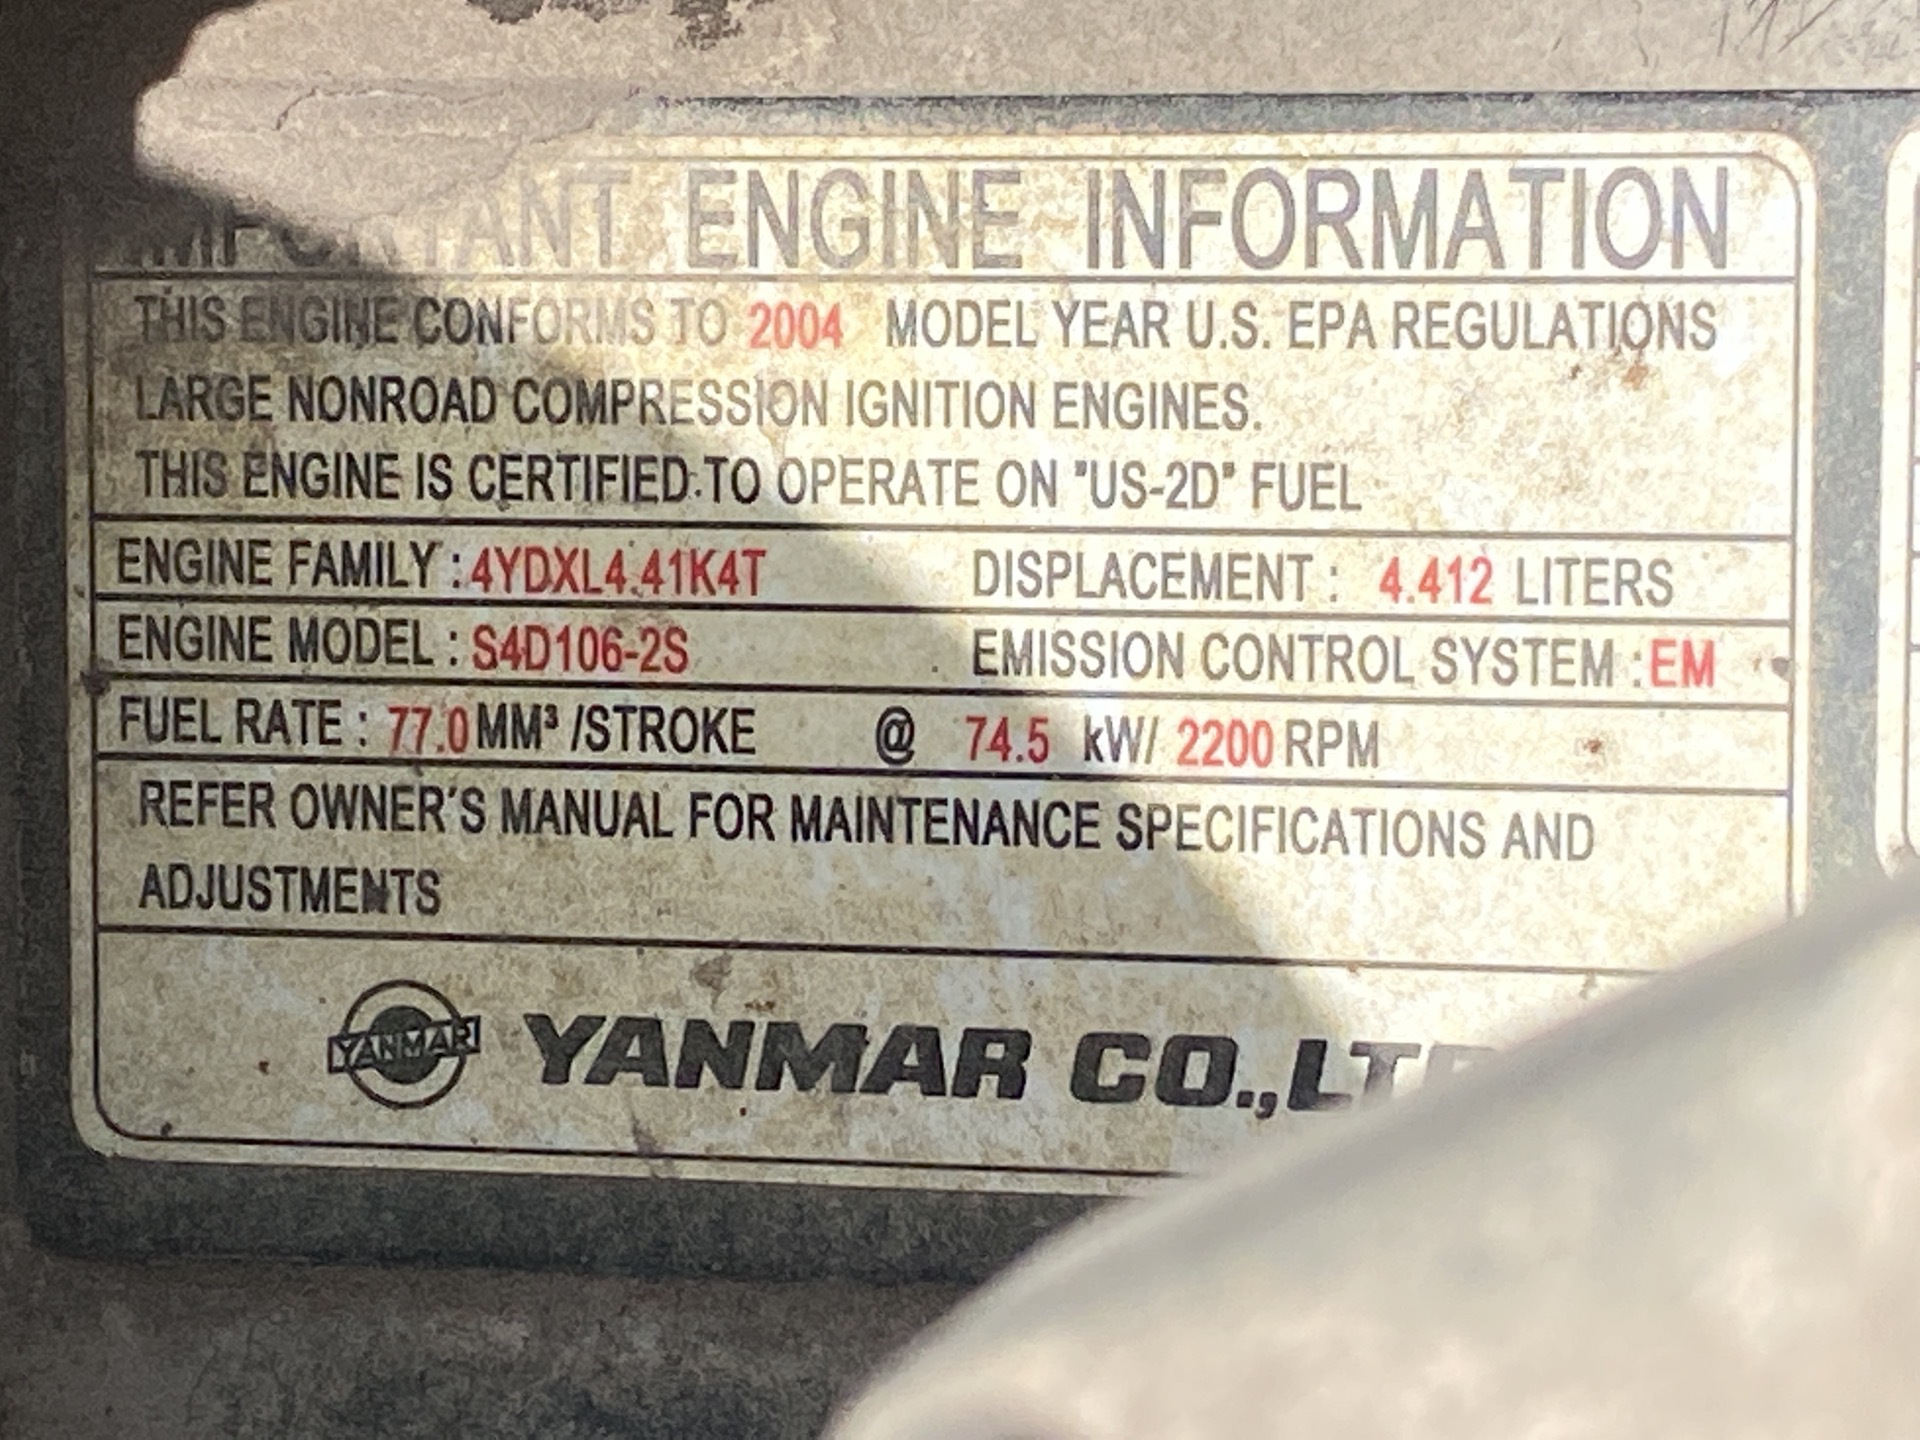 IMPORTANT ENGINE INFORMATION
THIS ENGINE CONFORMS TO 2004 MODEL YEAR U.S. EPA REGULATIONS
LARGE NONROAD COMPRESSION IGNITION ENGINES.
THIS ENGINE IS CERTIFIED TO OPERATE ON "US-2D" FUEL
ENGINE FAMILY : 4YDXL4.41K4T DISPLACEMENT : 4.412 LITERS
ENGINE MODEL : S4D106-2S EMISSION CONTROL SYSTEM : EM
FUEL RATE : 77.0 MM³ /STROKE @ 74.5 kW/ 2200 RPM
REFER OWNER'S MANUAL FOR MAINTENANCE SPECIFICATIONS AND
ADJUSTMENTS
YANMAR YANMAR CO.,LT